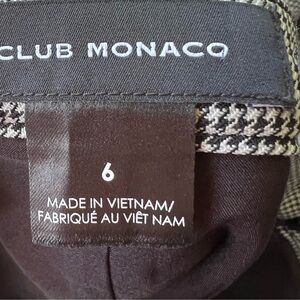 CLUB MONACO
6
MADE IN VIETNAM/
FABRIQUÉ AU VIÊT NAM